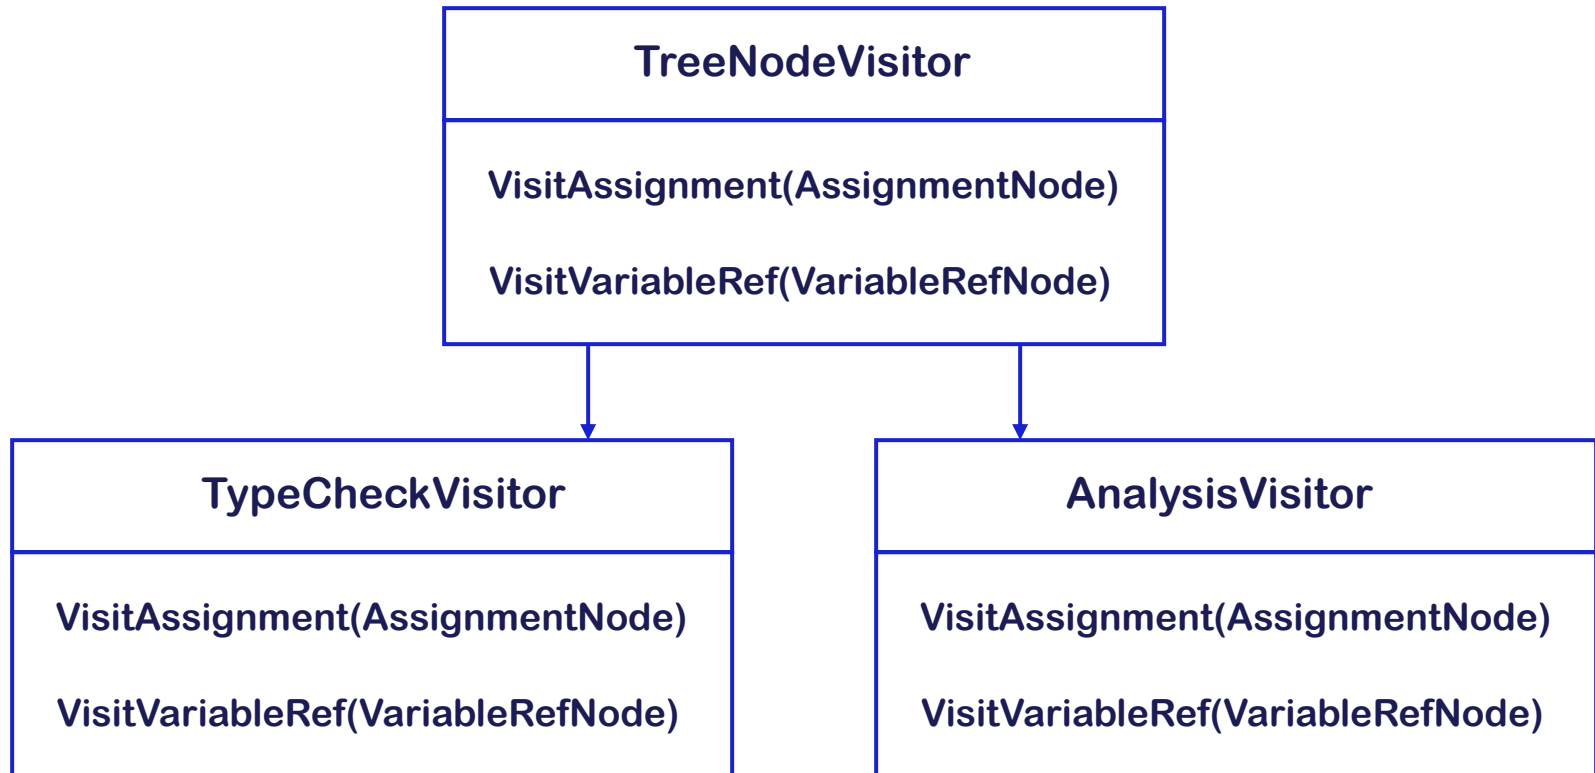 TreeNodeVisitor
VisitAssignment(AssignmentNode)
VisitVariableRef(VariableRefNode)
TypeCheckVisitor
VisitAssignment(AssignmentNode)
VisitVariableRef(VariableRefNode)
AnalysisVisitor
VisitAssignment(AssignmentNode)
VisitVariableRef(VariableRefNode)